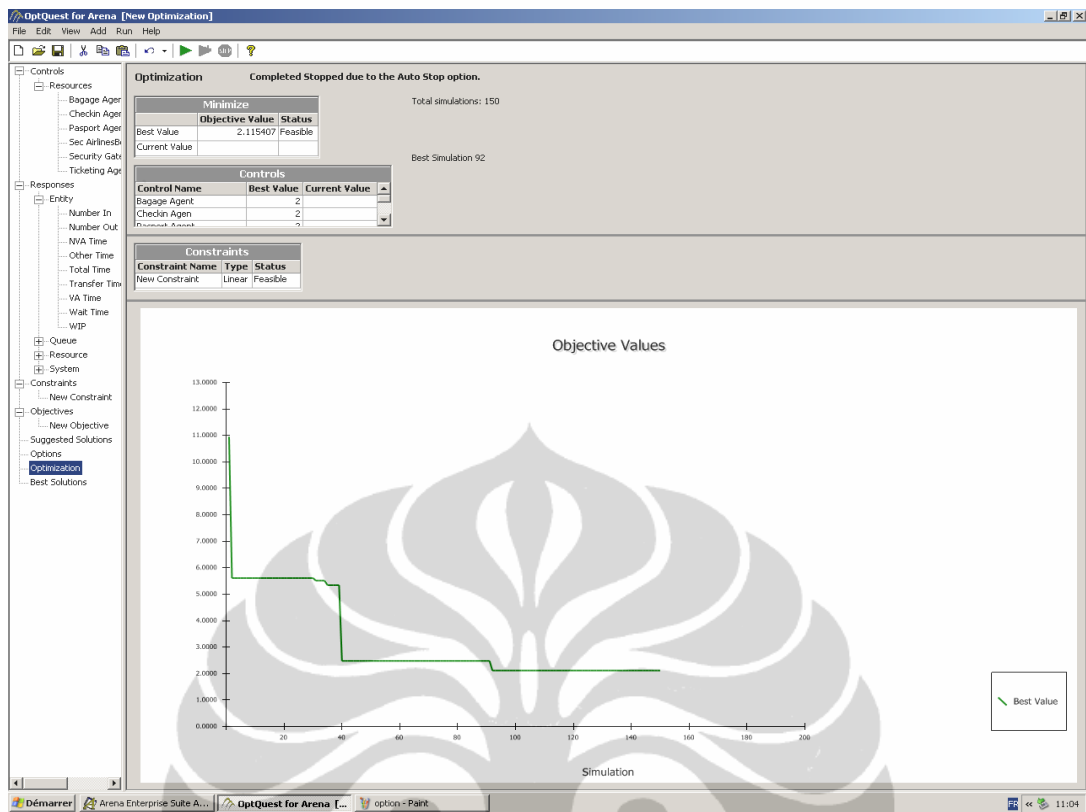 OptQuest for Arena [New Optimization]
File Edit View Add Run Help
Controls
Resources
Bagage Agen
Checkin Agen
Pasport Agen
Sec AirlinesB
Security Gate
Ticketing Age
Responses
Entity
Number In
Number Out
NVA Time
Other Time
Total Time
Transfer Tim
VA Time
Wait Time
WIP
Queue
Resource
System
Constraints
New Constraint
Objectives
New Objective
Suggested Solutions
Options
Optimization
Best Solutions
Optimization Completed Stopped due to the Auto Stop option.
Total simulations: 150
Minimize
Objective Value Status
Best Value 2.115407 Feasible
Current Value
Best Simulation 92
Controls
Control Name Best Value Current Value
Bagage Agent 2
Checkin Agen 2
Pasport Agent 2
Constraints
Constraint Name Type Status
New Constraint Linear Feasible
Objective Values
13.0000
12.0000
11.0000
10.0000
9.0000
8.0000
7.0000
6.0000
5.0000
4.0000
3.0000
2.0000
1.0000
0.0000
20 40 60 80 100 120 140 160 180 200
Simulation
Best Value
Démarrer Arena Enterprise Suite A... OptQuest for Arena [... option - Paint FR « 11:04